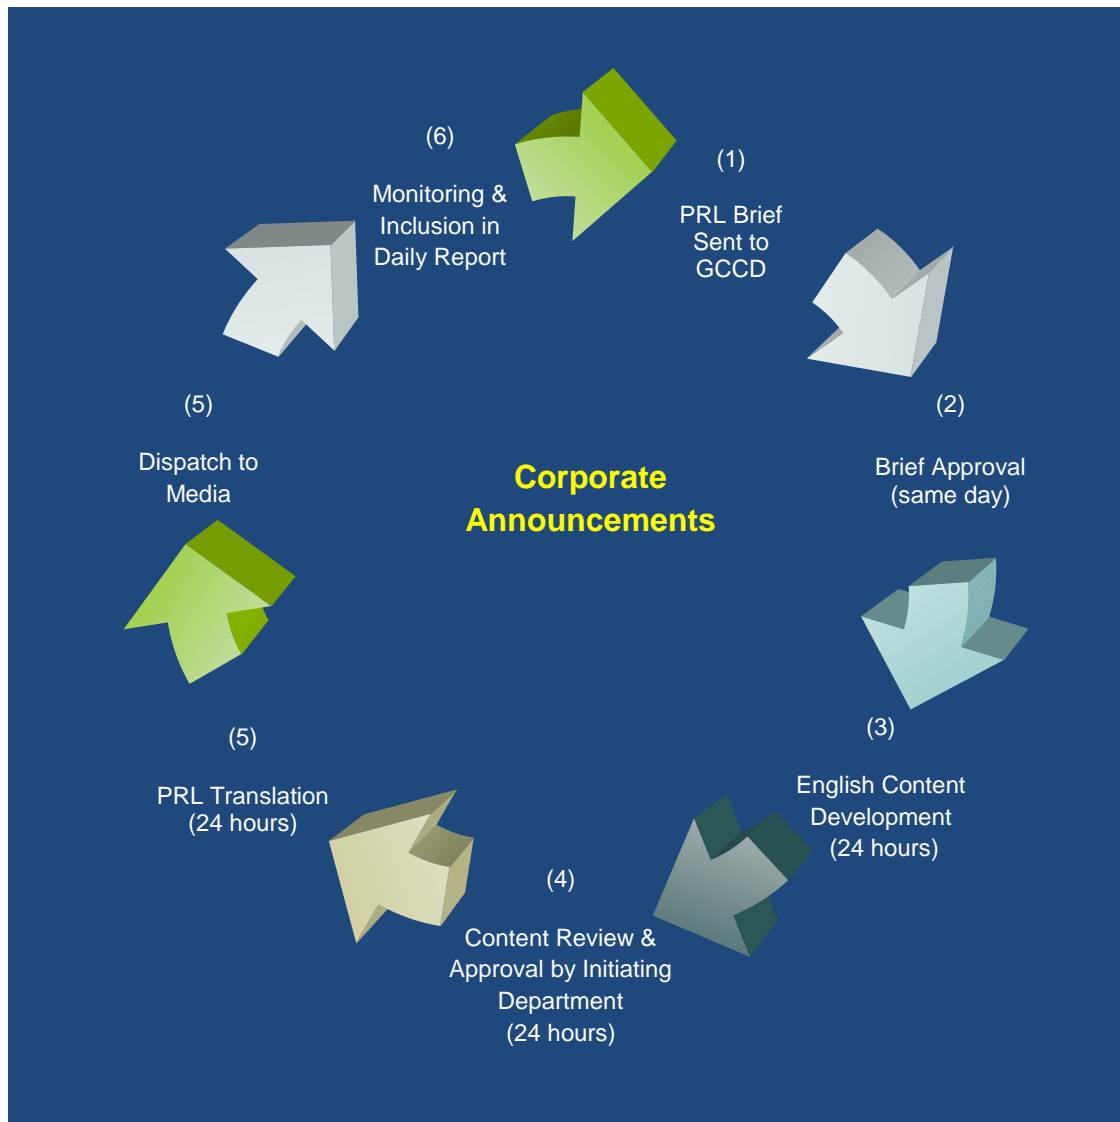 Corporate
Announcements
(1)
PRL Brief
Sent to
GCCD
(2)
Brief Approval
(same day)
(3)
English Content
Development
(24 hours)
(4)
Content Review &
Approval by Initiating
Department
(24 hours)
(5)
PRL Translation
(24 hours)
(5)
Dispatch to
Media
(6)
Monitoring &
Inclusion in
Daily Report